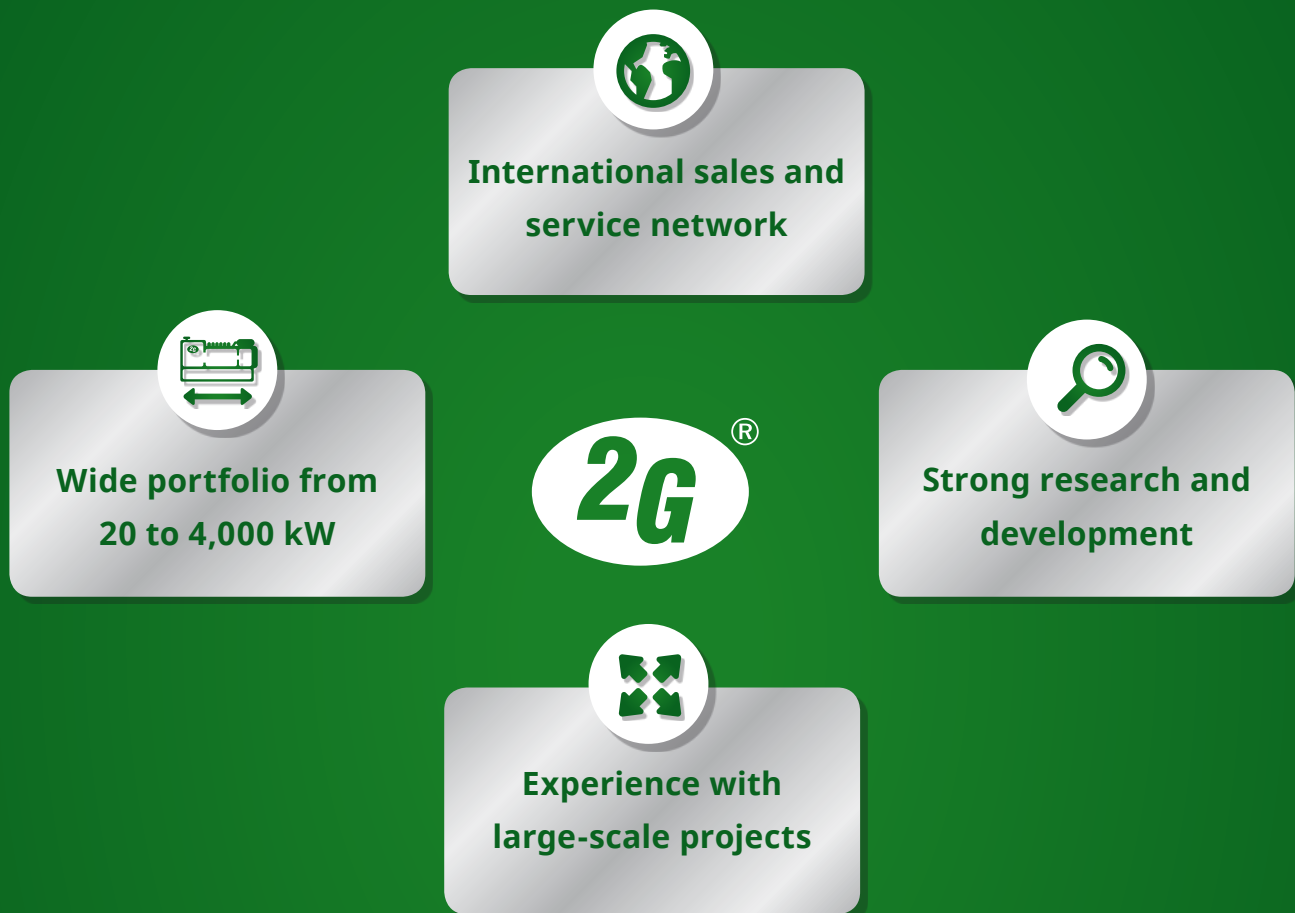 International sales and
service network
Wide portfolio from
20 to 4,000 kW
2G®
Strong research and
development
Experience with
large-scale projects